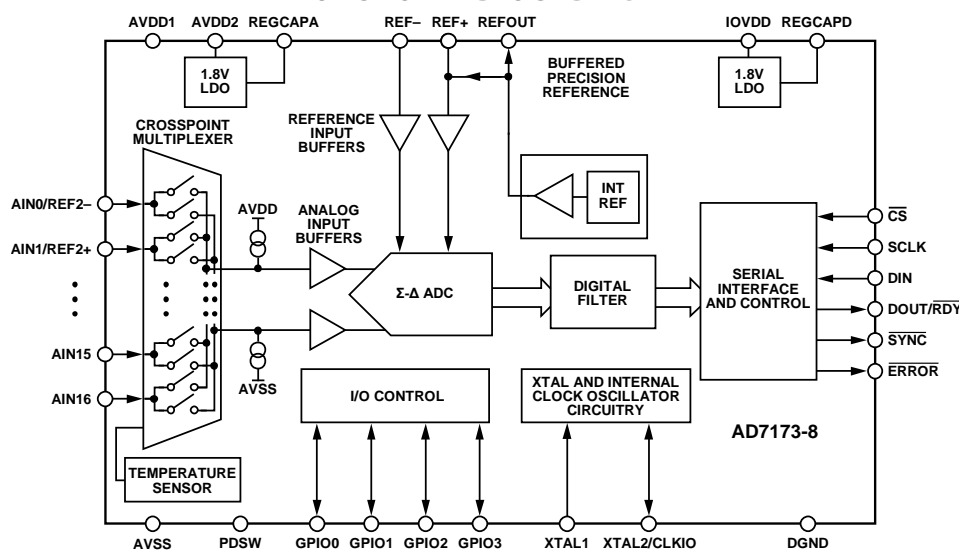 AVDD1
AVDD2
REGCAPA
REF–
REF+
REFOUT
IOVDD
REGCAPD
1.8V
LDO
BUFFERED
PRECISION
REFERENCE
1.8V
LDO
CROSSPOINT
MULTIPLEXER
REFERENCE
INPUT
BUFFERS
INT
REF
AIN0/REF2–
AIN1/REF2+
AIN15
AIN16
AVDD
ANALOG
INPUT
BUFFERS
AVSS
Σ-Δ ADC
DIGITAL
FILTER
SERIAL
INTERFACE
AND CONTROL
CS
SCLK
DIN
DOUT/RDY
SYNC
ERROR
I/O CONTROL
XTAL AND INTERNAL
CLOCK OSCILLATOR
CIRCUITRY
AD7173-8
TEMPERATURE
SENSOR
AVSS
PDSW
GPIO0
GPIO1
GPIO2
GPIO3
XTAL1
XTAL2/CLKIO
DGND